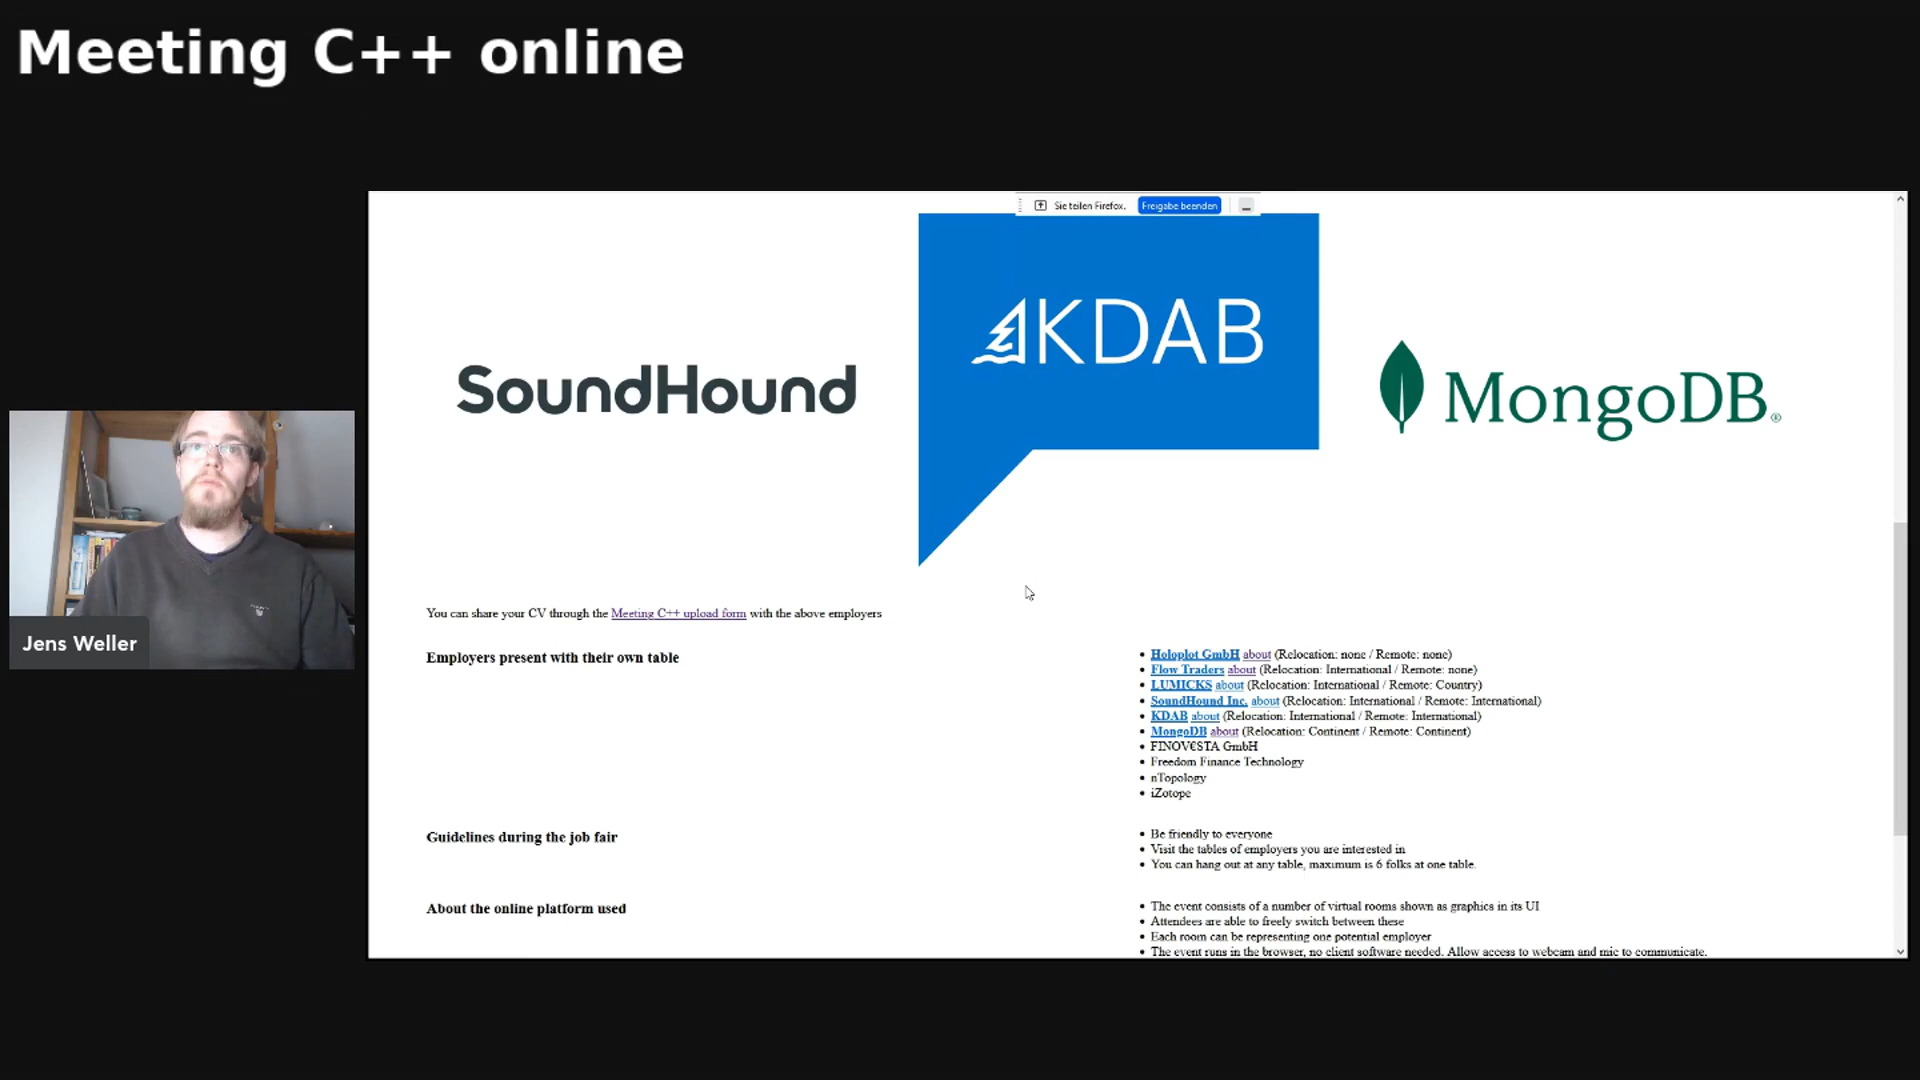 Meeting C++ online
Sie teilen Firefox. Freigabe beenden
SoundHound
KDAB
MongoDB®
Jens Weller
You can share your CV through the Meeting C++ upload form with the above employers
Employers present with their own table
• Holoplot GmbH about (Relocation: none / Remote: none)
• Flow Traders about (Relocation: International / Remote: none)
• LUMICKS about (Relocation: International / Remote: Country)
• SoundHound Inc. about (Relocation: International / Remote: International)
• KDAB about (Relocation: International / Remote: International)
• MongoDB about (Relocation: Continent / Remote: Continent)
• FINOV€STA GmbH
• Freedom Finance Technology
• nTopology
• iZotope
Guidelines during the job fair
• Be friendly to everyone
• Visit the tables of employers you are interested in
• You can hang out at any table, maximum is 6 folks at one table.
About the online platform used
• The event consists of a number of virtual rooms shown as graphics in its UI
• Attendees are able to freely switch between these
• Each room can be representing one potential employer
• The event runs in the browser, no client software needed. Allow access to webcam and mic to communicate.